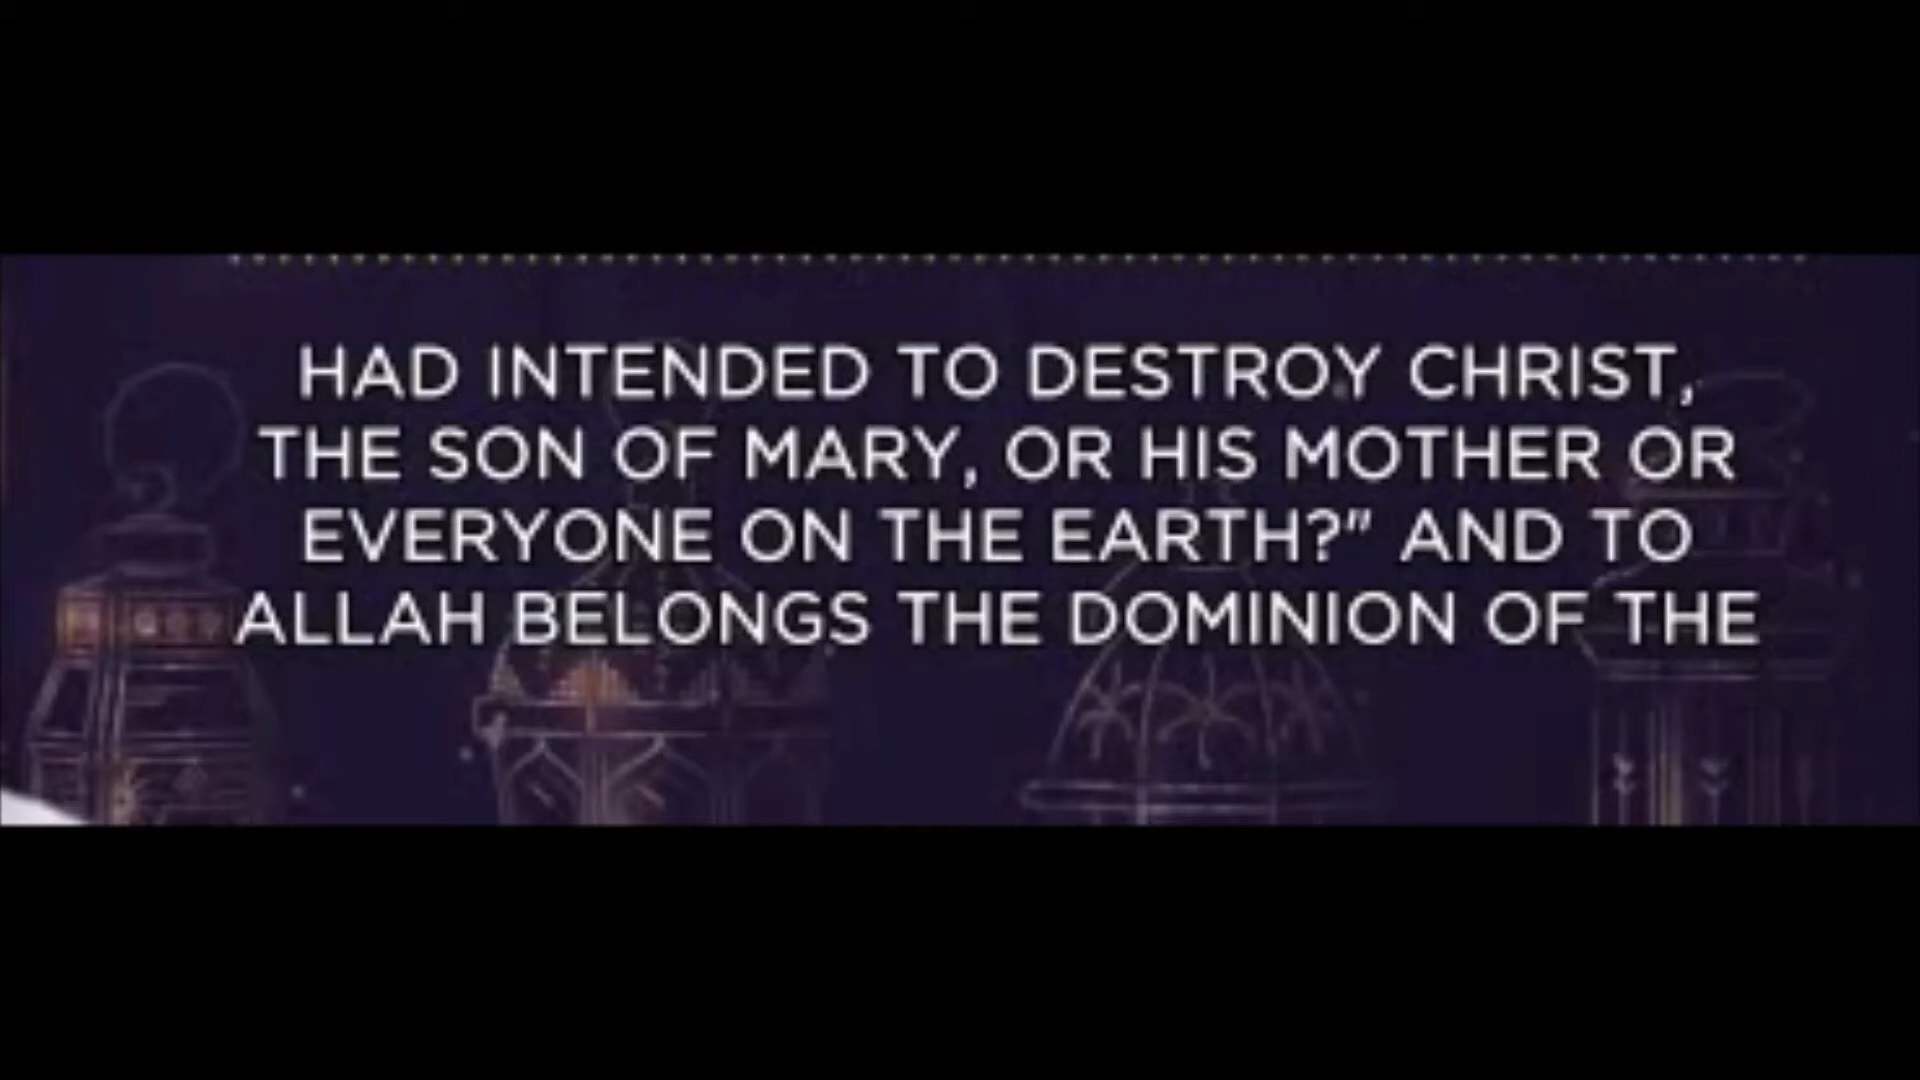 HAD INTENDED TO DESTROY CHRIST,
THE SON OF MARY, OR HIS MOTHER OR
EVERYONE ON THE EARTH?" AND TO
ALLAH BELONGS THE DOMINION OF THE